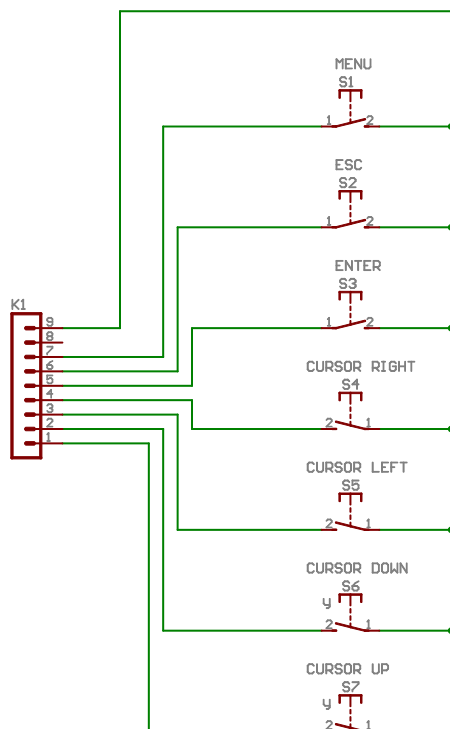 MENU
S1
1 2
ESC
S2
1 2
ENTER
S3
1 2
K1
9
8
7
6
5
4
3
2
1
CURSOR RIGHT
S4
2 1
CURSOR LEFT
S5
2 1
CURSOR DOWN
S6
y
2 1
CURSOR UP
S7
y
2 1